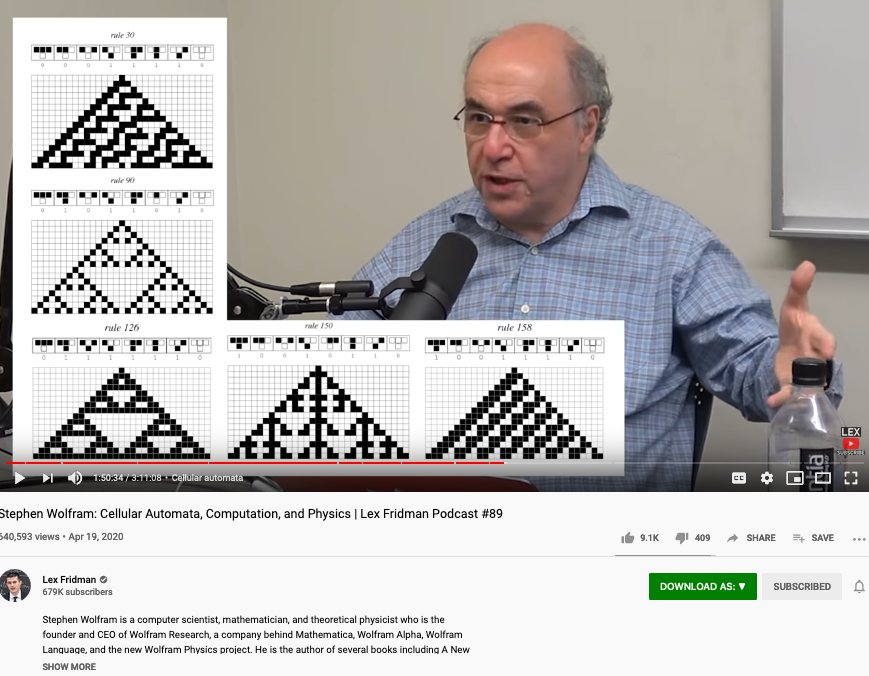 rule 30
0 0 0 1 1 1 1 0
rule 90
0 1 0 1 1 0 1 0
rule 126
0 1 1 1 1 1 1 0
rule 150
1 0 0 1 0 1 1 0
rule 158
1 0 0 1 1 1 1 0
LEX
SUBSCRIBE
1:50:34 / 3:11:08 • Cellular automata
CC
Stephen Wolfram: Cellular Automata, Computation, and Physics | Lex Fridman Podcast #89
640,593 views • Apr 19, 2020
9.1K
409
SHARE
SAVE
Lex Fridman
679K subscribers
DOWNLOAD AS: ▼
SUBSCRIBED
Stephen Wolfram is a computer scientist, mathematician, and theoretical physicist who is the
founder and CEO of Wolfram Research, a company behind Mathematica, Wolfram Alpha, Wolfram
Language, and the new Wolfram Physics project. He is the author of several books including A New
SHOW MORE